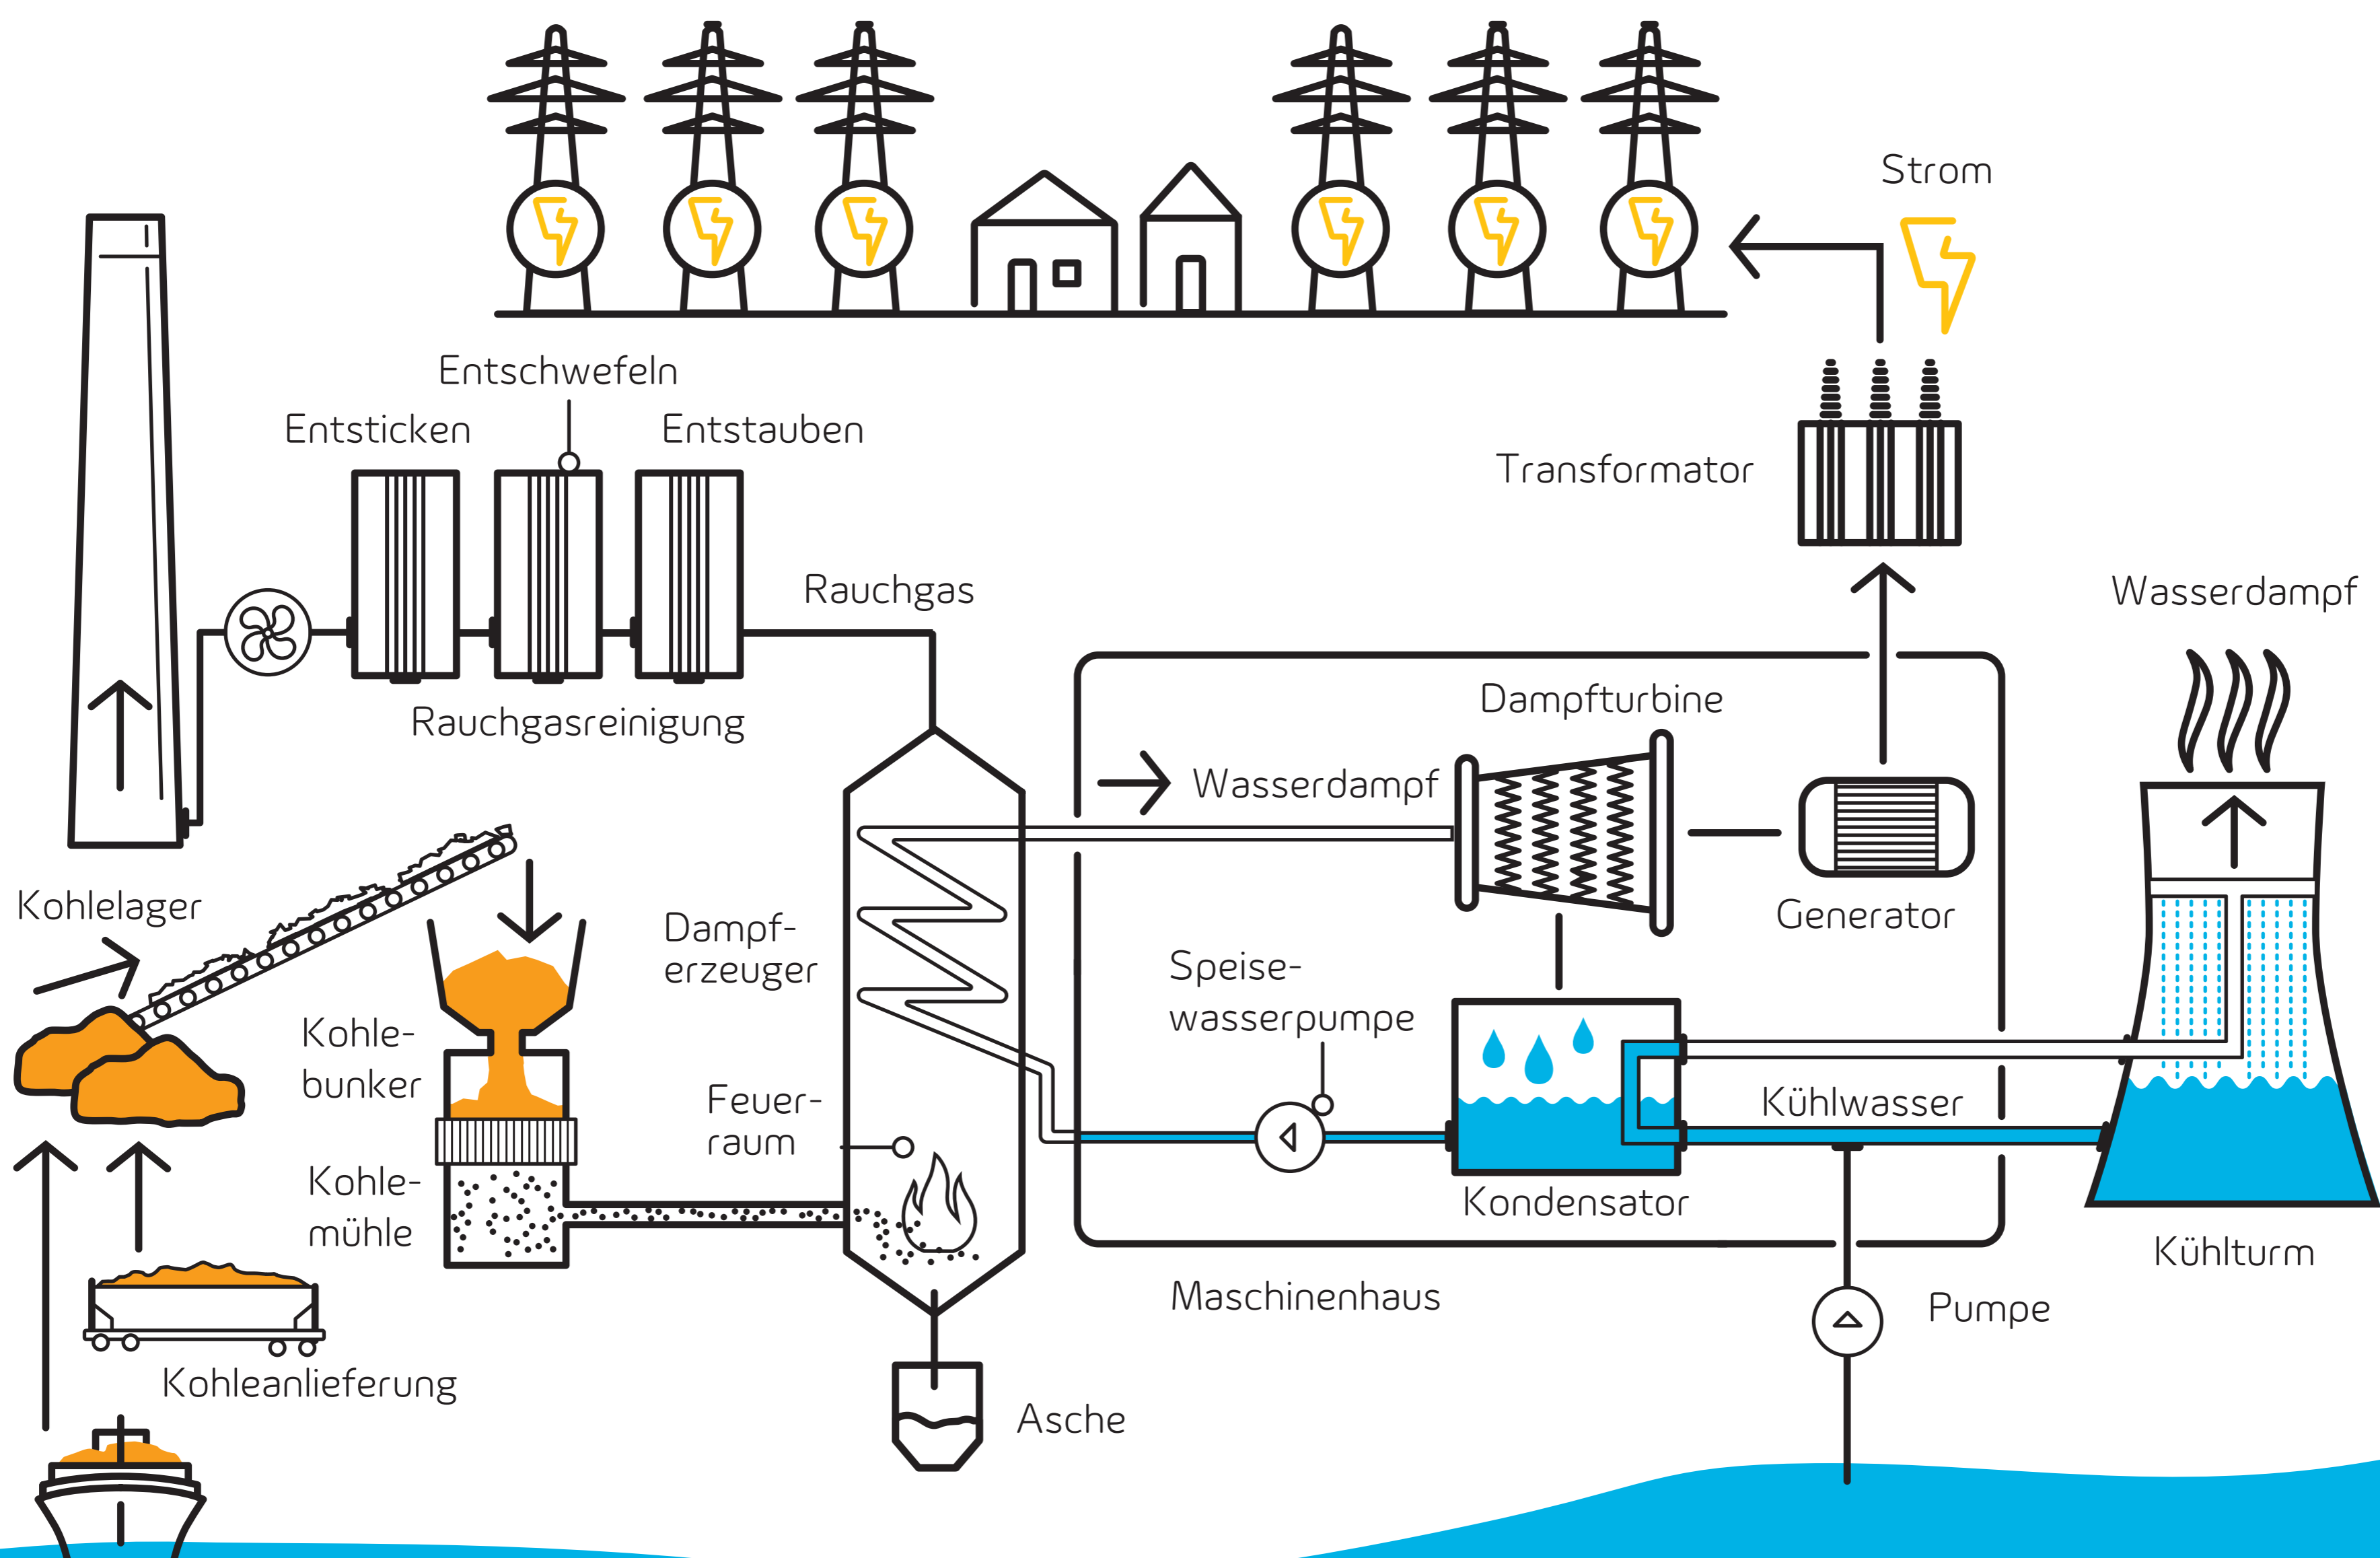 Strom
Entschwefeln
Entsticken
Entstauben
Transformator
Rauchgas
Wasserdampf
Rauchgasreinigung
Dampfturbine
Wasserdampf
Kohlelager
Dampf-
erzeuger
Generator
Speise-
wasserpumpe
Kohle-
bunker
Feuer-
raum
Kühlwasser
Kohle-
mühle
Kondensator
Kühlturm
Maschinenhaus
Pumpe
Kohleanlieferung
Asche